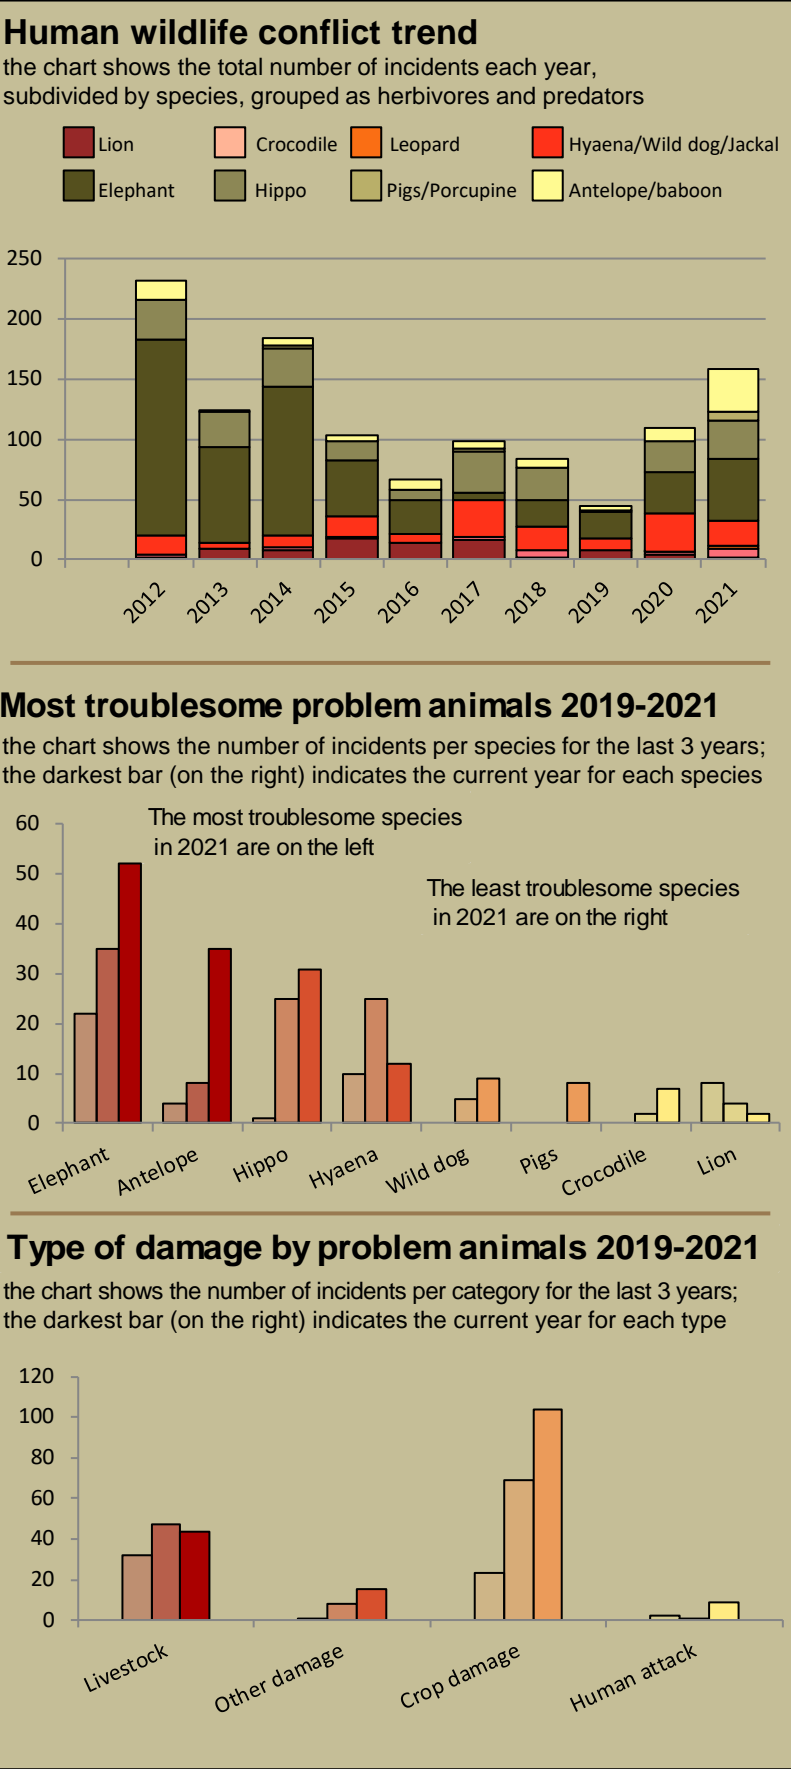 Human wildlife conflict trend
the chart shows the total number of incidents each year,
subdivided by species, grouped as herbivores and predators
Lion Crocodile Leopard Hyaena/Wild dog/Jackal
Elephant Hippo Pigs/Porcupine Antelope/baboon
250
200
150
100
50
0
2012 2013 2014 2015 2016 2017 2018 2019 2020 2021
Most troublesome problem animals 2019-2021
the chart shows the number of incidents per species for the last 3 years;
the darkest bar (on the right) indicates the current year for each species
The most troublesome species
in 2021 are on the left
The least troublesome species
in 2021 are on the right
60
50
40
30
20
10
0
Elephant Antelope Hippo Hyaena Wild dog Pigs Crocodile Lion
Type of damage by problem animals 2019-2021
the chart shows the number of incidents per category for the last 3 years;
the darkest bar (on the right) indicates the current year for each type
120
100
80
60
40
20
0
Livestock Other damage Crop damage Human attack